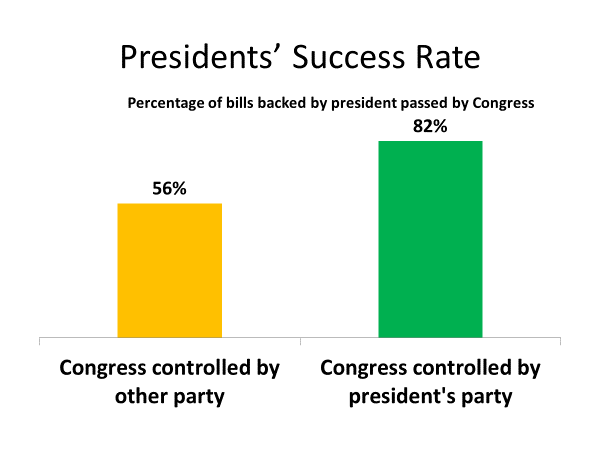 Presidents’ Success Rate
Percentage of bills backed by president passed by Congress
82%
56%
Congress controlled by
other party
Congress controlled by
president's party